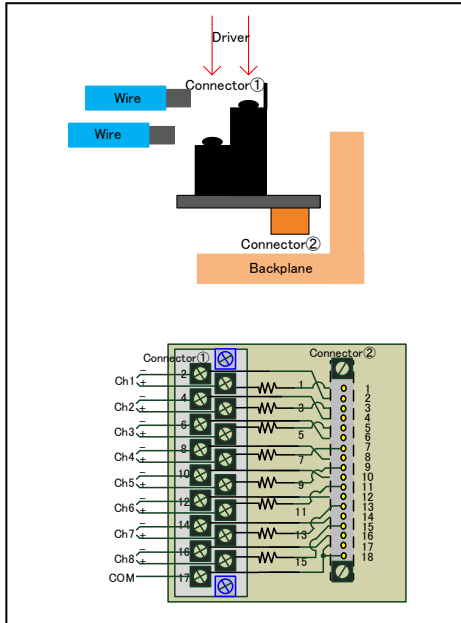 Driver
Connector①
Wire
Wire
Connector②
Backplane
Connector①
Connector②
Ch1 − +
Ch2 − +
Ch3 − +
Ch4 − +
Ch5 − +
Ch6 − +
Ch7 − +
Ch8 − +
COM
2
4
6
8
10
12
14
16
17
1
3
5
7
9
11
13
15
1
2
3
4
5
6
7
8
9
10
11
12
13
14
15
16
17
18